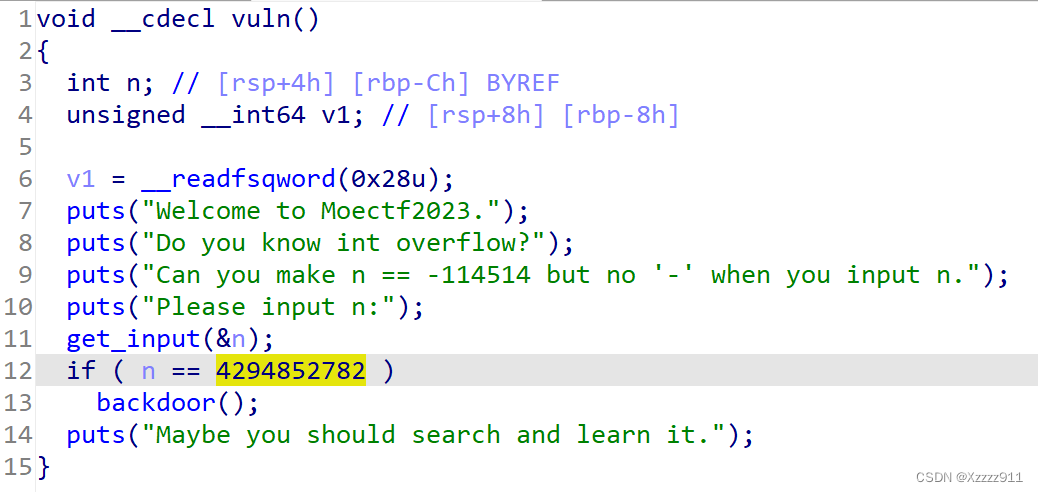 1 void __cdecl vuln()
2 {
3   int n; // [rsp+4h] [rbp-Ch] BYREF
4   unsigned __int64 v1; // [rsp+8h] [rbp-8h]
5
6   v1 = __readfsqword(0x28u);
7   puts("Welcome to Moectf2023.");
8   puts("Do you know int overflow?");
9   puts("Can you make n == -114514 but no '-' when you input n.");
10   puts("Please input n:");
11   get_input(&n);
12   if ( n == 4294852782 )
13     backdoor();
14   puts("Maybe you should search and learn it.");
15 }
CSDN @Xzzzz911